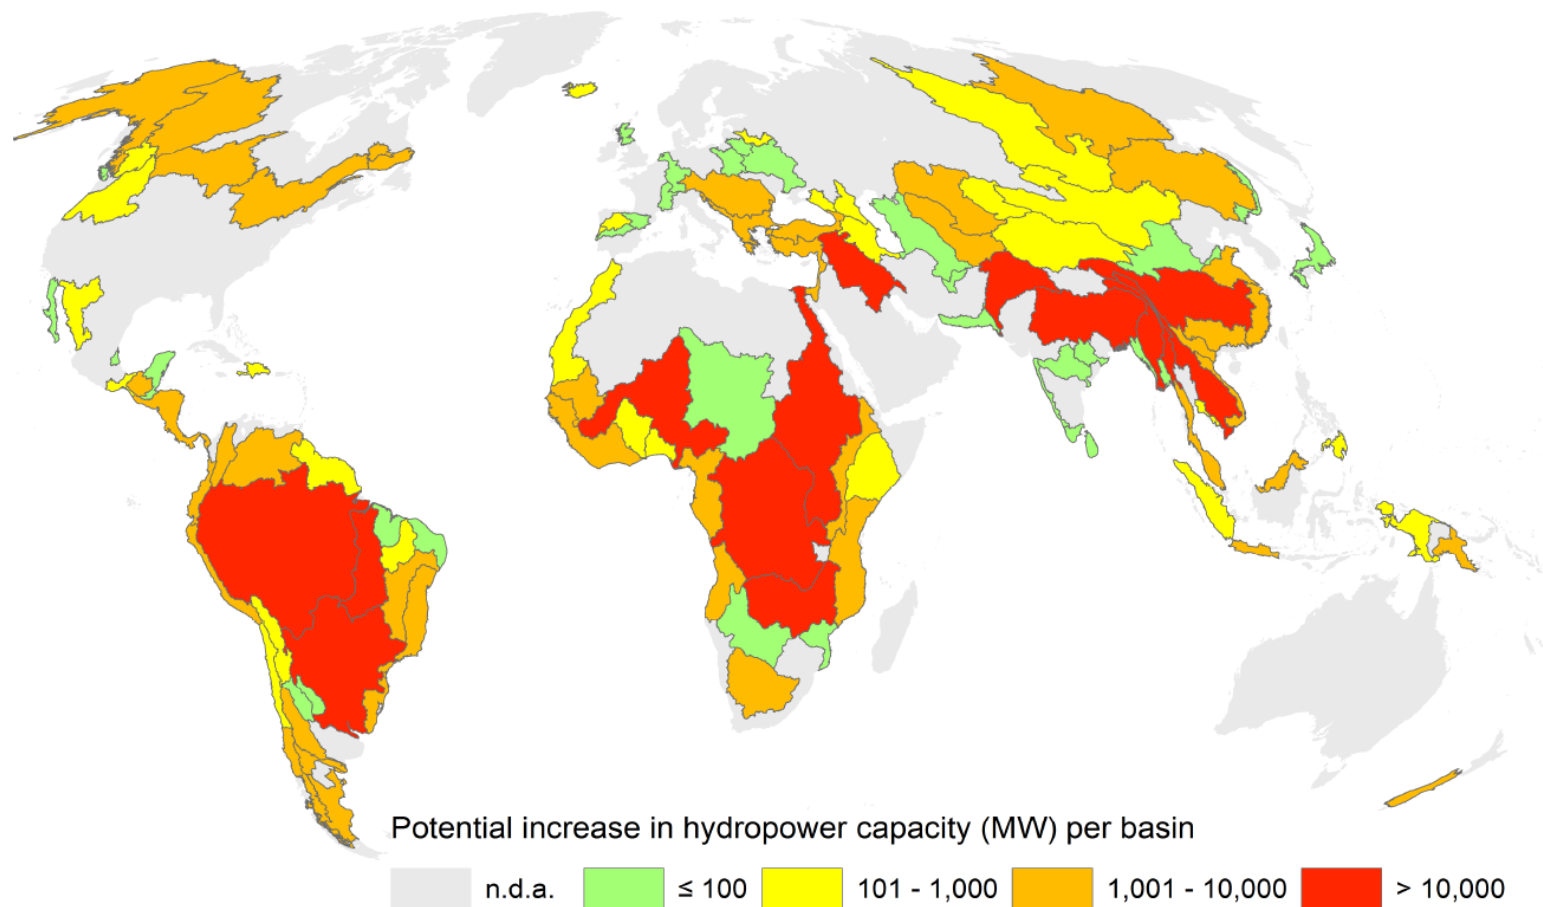 Potential increase in hydropower capacity (MW) per basin
n.d.a. ≤ 100 101 - 1,000 1,001 - 10,000 > 10,000